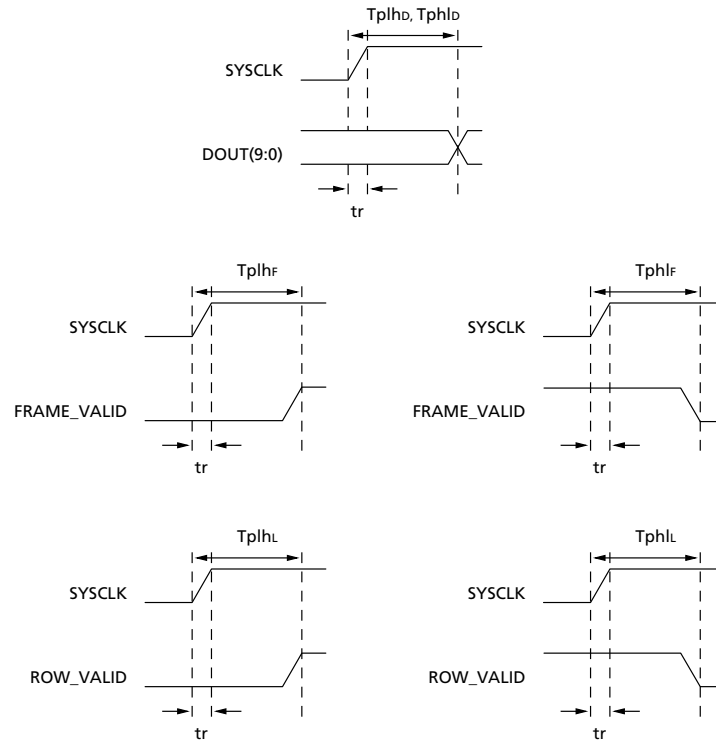 TplhD, TphlD
SYSCLK
DOUT(9:0)
tr
TplhF
TphlF
SYSCLK
SYSCLK
FRAME_VALID
FRAME_VALID
tr
tr
TplhL
TphlL
SYSCLK
SYSCLK
ROW_VALID
ROW_VALID
tr
tr